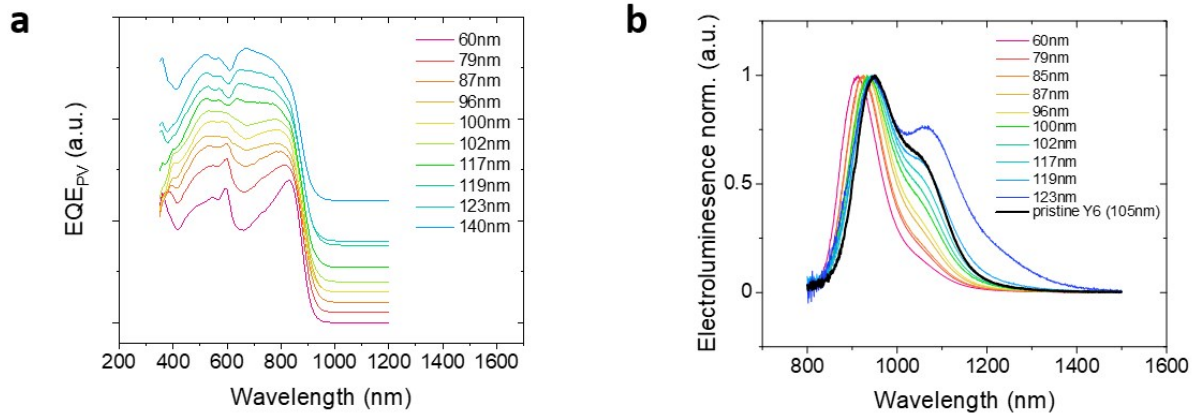 a
EQEPV (a.u.)
60nm
79nm
87nm
96nm
100nm
102nm
117nm
119nm
123nm
140nm
200 400 600 800 1000 1200 1400 1600
Wavelength (nm)
b
Electroluminesence norm. (a.u.)
1
0.5
0
60nm
79nm
85nm
87nm
96nm
100nm
102nm
117nm
119nm
123nm
pristine Y6 (105nm)
800 1000 1200 1400 1600
Wavelength (nm)